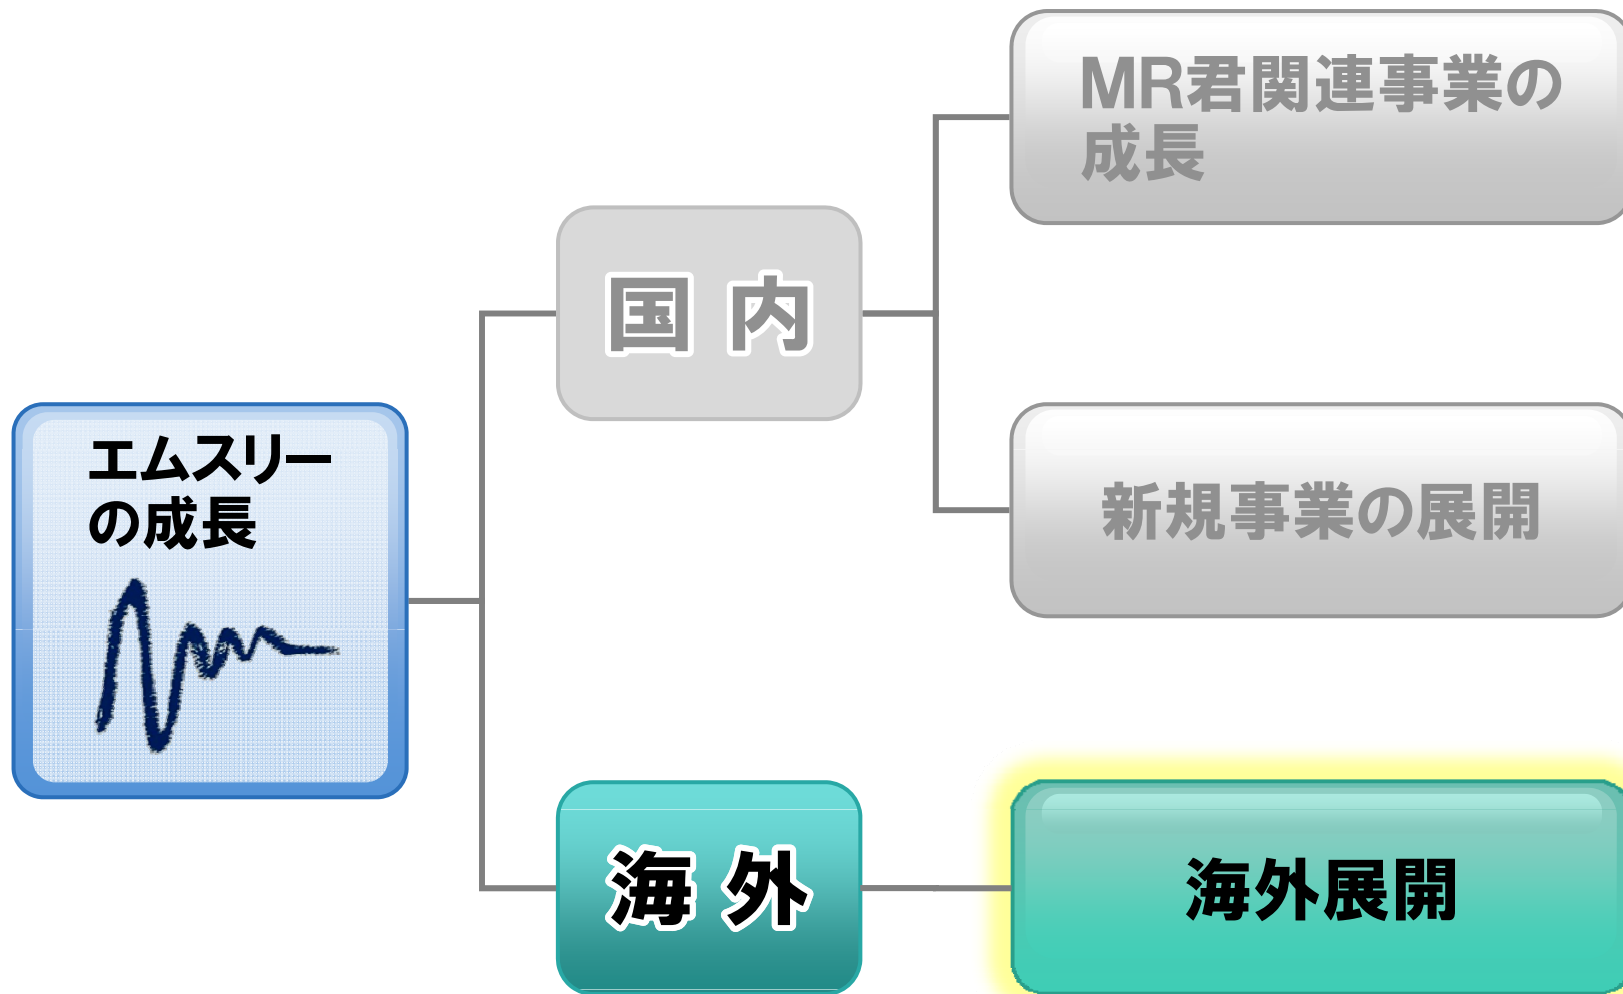 MR君関連事業の
成長
国 内
エムスリー
の成長
新規事業の展開
海 外
海外展開